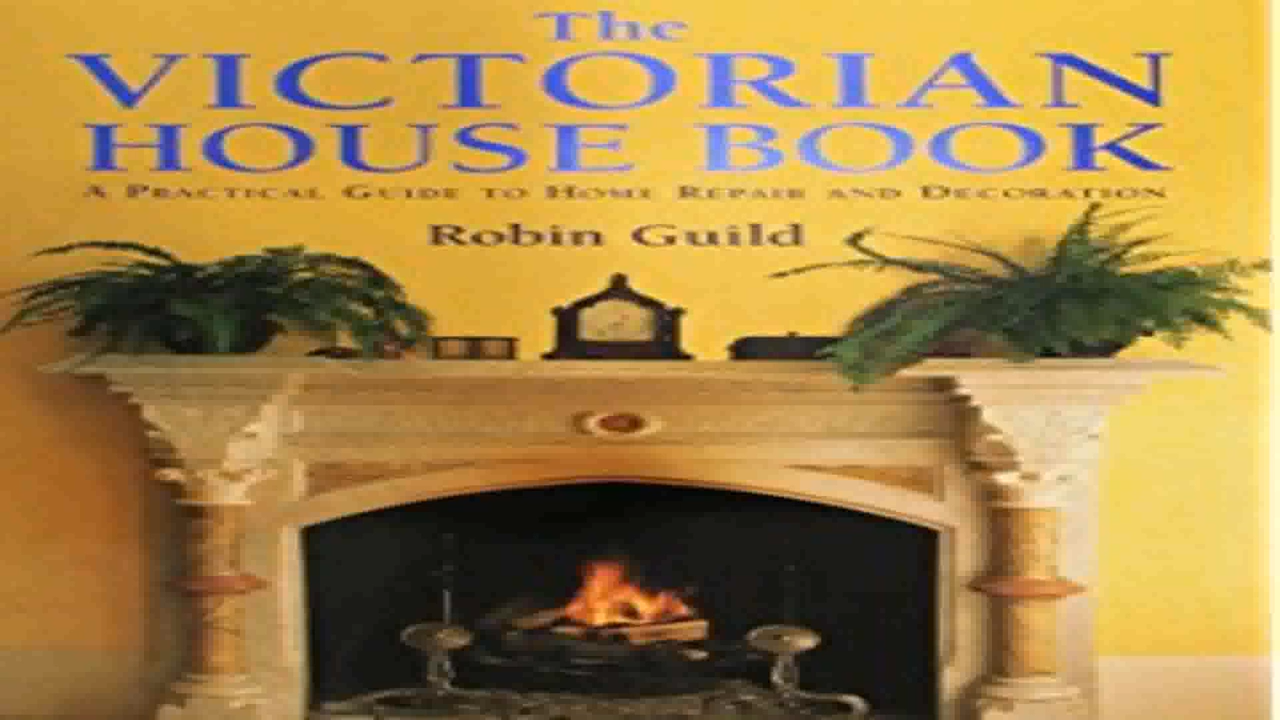 The
VICTORIAN
HOUSE BOOK
A PRACTICAL GUIDE TO HOME REPAIR AND DECORATION
Robin Guild